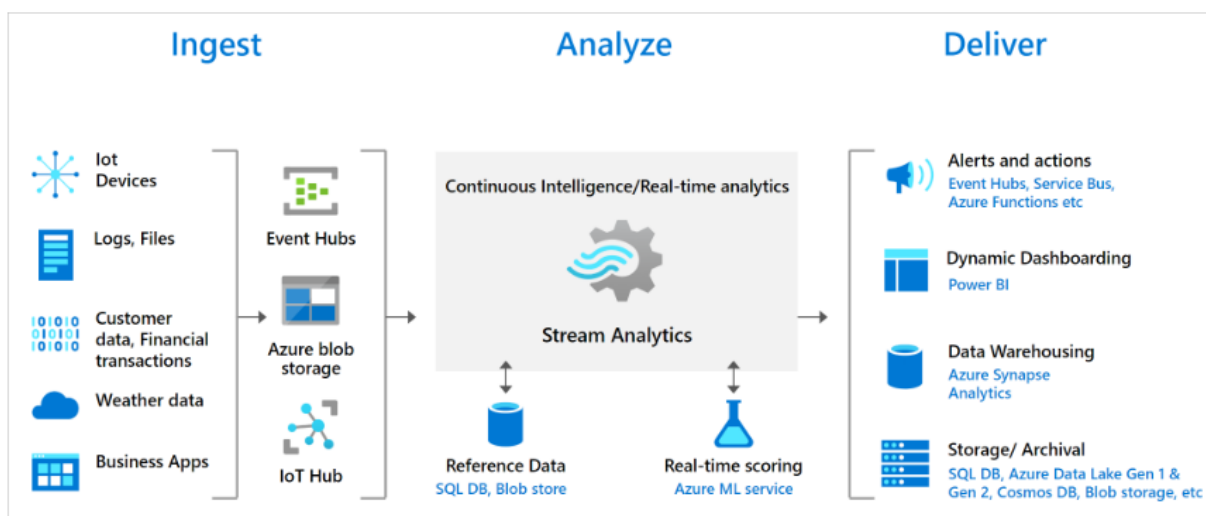 Ingest
Analyze
Deliver
Iot
Devices
Logs, Files
Customer
data, Financial
transactions
Weather data
Business Apps
Event Hubs
Azure blob
storage
IoT Hub
Continuous Intelligence/Real-time analytics
Stream Analytics
Reference Data
SQL DB, Blob store
Real-time scoring
Azure ML service
Alerts and actions
Event Hubs, Service Bus,
Azure Functions etc
Dynamic Dashboarding
Power BI
Data Warehousing
Azure Synapse
Analytics
Storage/ Archival
SQL DB, Azure Data Lake Gen 1 &
Gen 2, Cosmos DB, Blob storage, etc